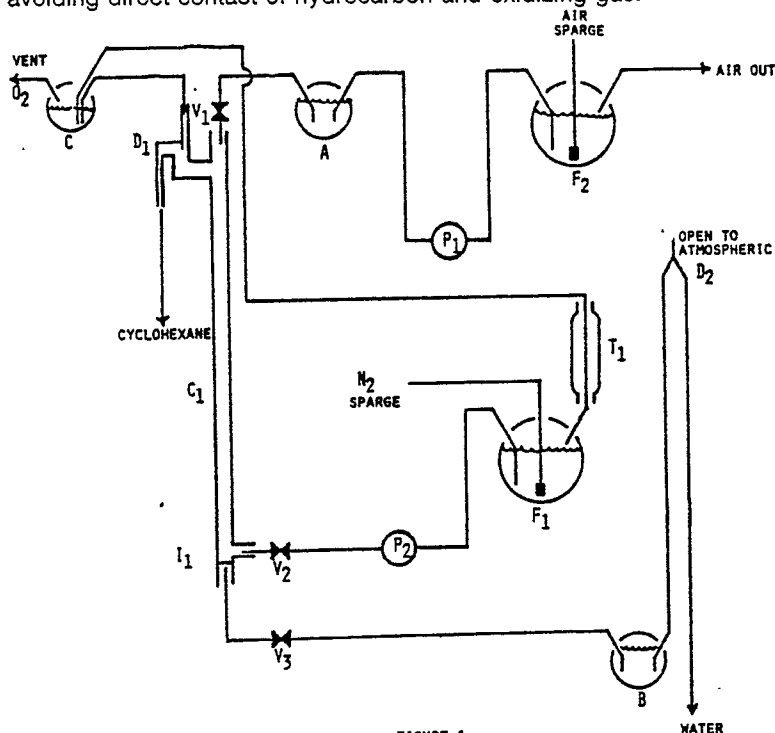 avoiding direct contact of hydrocarbon and oxidizing gas.
AIR
SPARGE
VENT
O2
AIR OUT
V1
C
D1
A
F2
P1
OPEN TO
ATMOSPHERIC
D2
CYCLOHEXANE
T1
N2
SPARGE
C1
F1
I1
P2
V2
V3
B
WATER